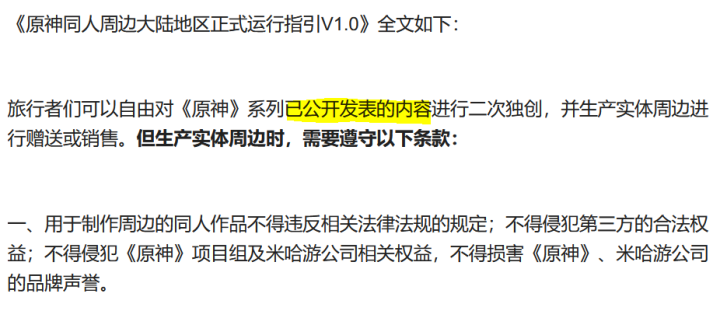 《原神同人周边大陆地区正式运行指引V1.0》全文如下：
旅行者们可以自由对《原神》系列已公开发表的内容进行二次独创，并生产实体周边进
行赠送或销售。但生产实体周边时，需要遵守以下条款：
一、用于制作周边的同人作品不得违反相关法律法规的规定；不得侵犯第三方的合法权
益；不得侵犯《原神》项目组及米哈游公司相关权益，不得损害《原神》、米哈游公司
的品牌声誉。